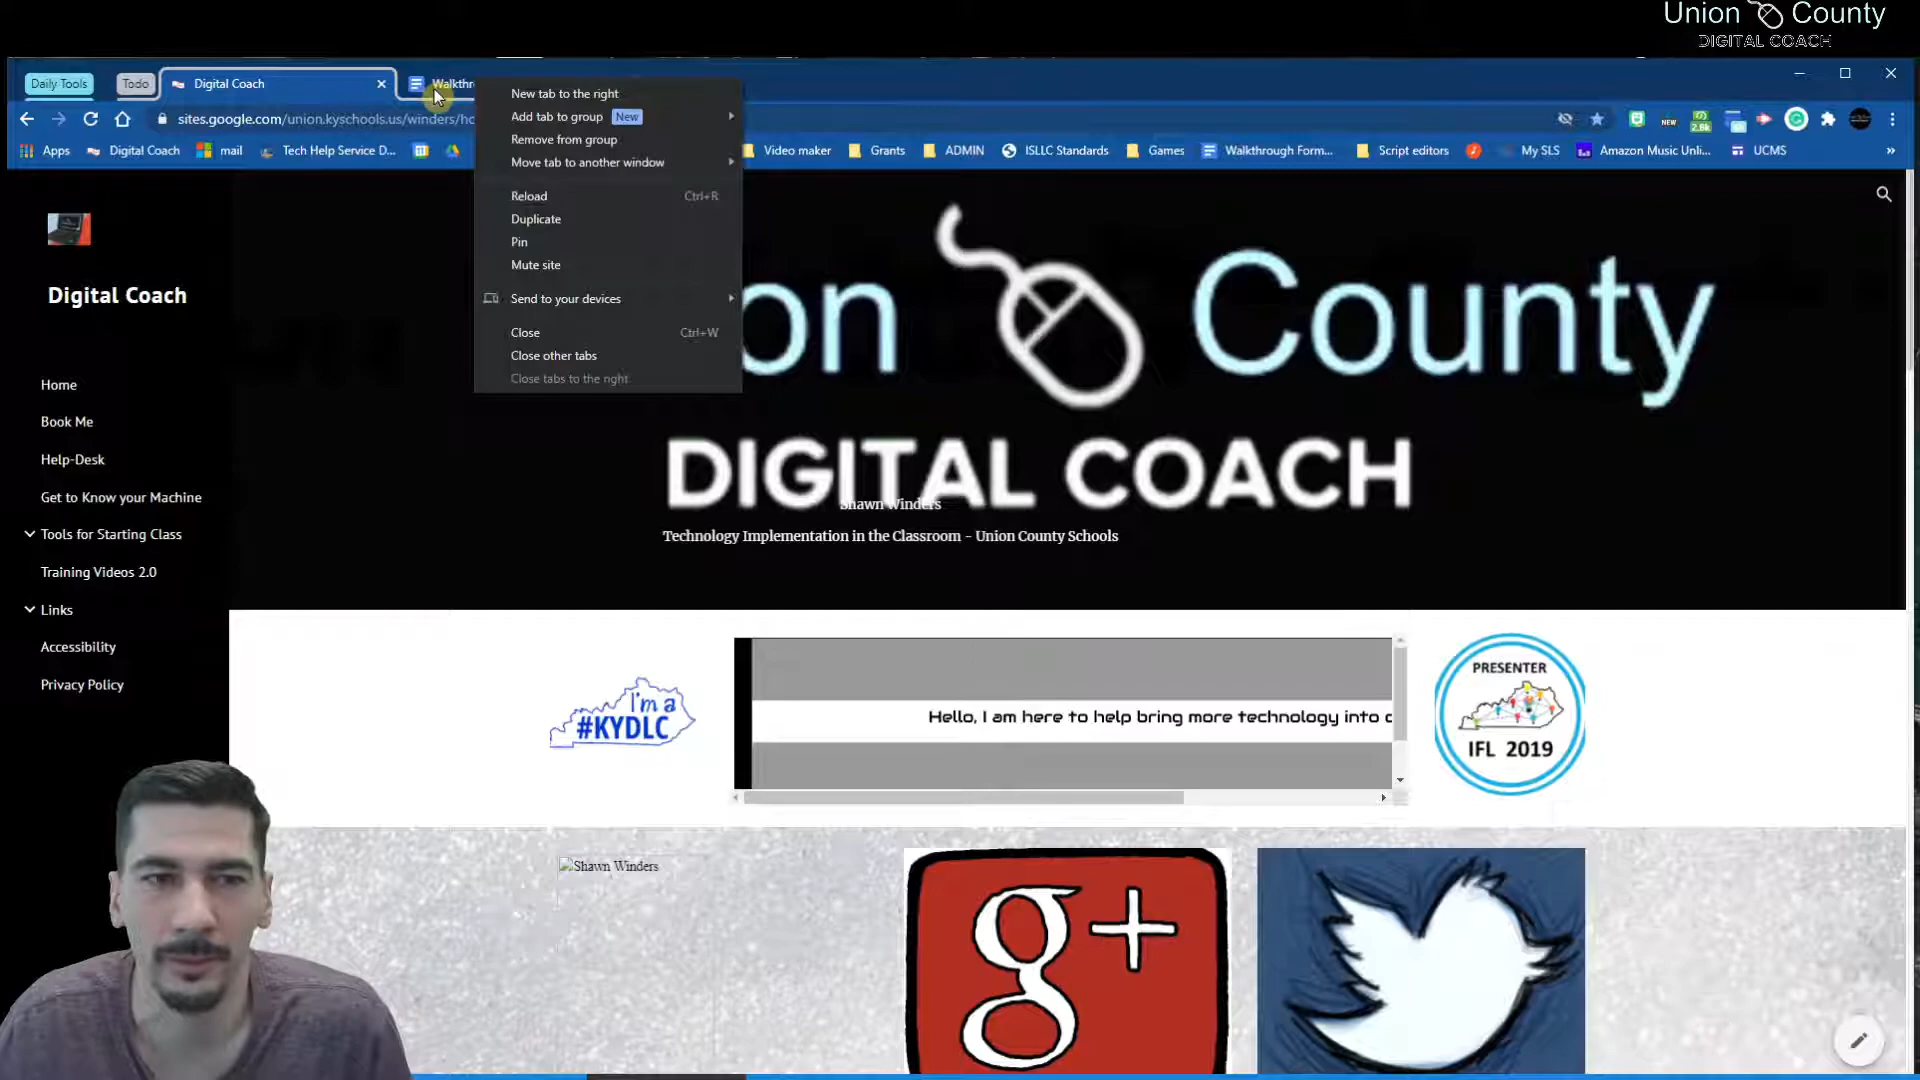 Union County
DIGITAL COACH
Daily Tools
Todo
Digital Coach
Walkthr
sites.google.com/union.kyschools.us/winders/ho
Apps
Digital Coach
mail
Tech Help Service D...
Video maker
Grants
ADMIN
ISLLC Standards
Games
Walkthrough Form...
Script editors
My SLS
Amazon Music Unli...
UCMS
»
NEW
2.8k
New tab to the right
Add tab to group New
Remove from group
Move tab to another window
Reload Ctrl+R
Duplicate
Pin
Mute site
Send to your devices
Close Ctrl+W
Close other tabs
Close tabs to the right
Digital Coach
Home
Book Me
Help-Desk
Get to Know your Machine
Tools for Starting Class
Training Videos 2.0
Links
Accessibility
Privacy Policy
on County
DIGITAL COACH
Shawn Winders
Technology Implementation in the Classroom - Union County Schools
I'm a
#KYDLC
Hello, I am here to help bring more technology into c
PRESENTER
IFL 2019
Shawn Winders
g+